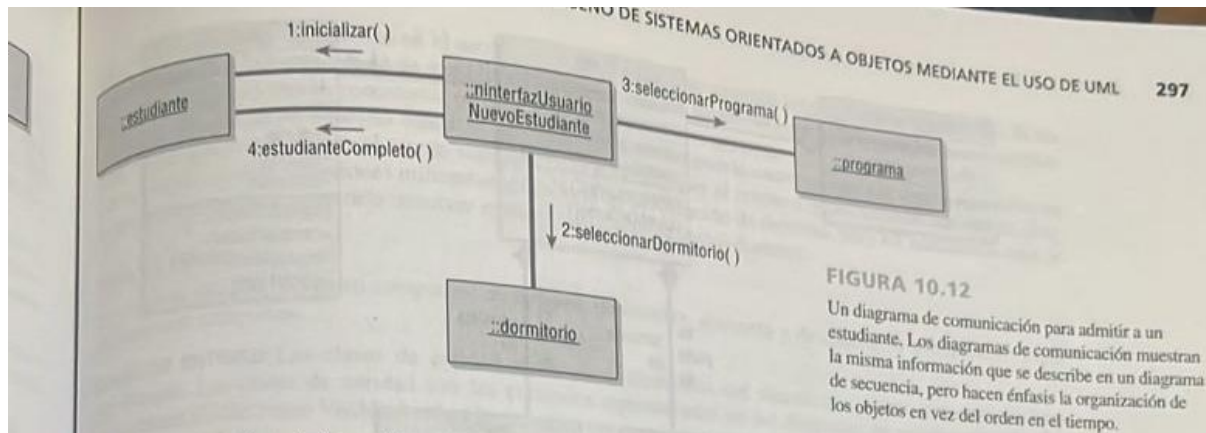 DE SISTEMAS ORIENTADOS A OBJETOS MEDIANTE EL USO DE UML 297
1:inicializar( )
::estudiante
::ninterfazUsuario
NuevoEstudiante
3:seleccionarPrograma( )
::programa
4:estudianteCompleto( )
2:seleccionarDormitorio( )
::dormitorio
FIGURA 10.12
Un diagrama de comunicación para admitir a un
estudiante. Los diagramas de comunicación muestran
la misma información que se describe en un diagrama
de secuencia, pero hacen énfasis la organización de
los objetos en vez del orden en el tiempo.